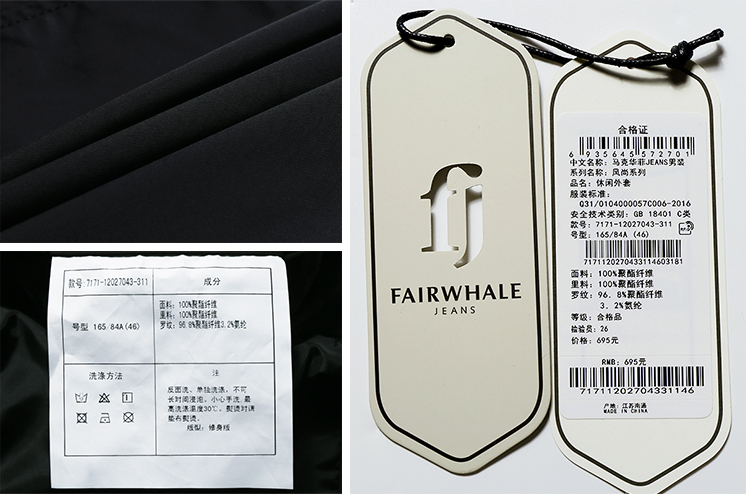 款号: 7171-12027043-311
成分
号型 165/84A(46)
面料: 100%聚酯纤维
里料: 100%聚酯纤维
罗纹: 96.8%聚酯纤维3.2%氨纶
洗涤方法
注
反面洗、单独洗涤，不可
长时间浸泡，小心手洗.最
高洗涤温度30℃，熨烫时请
垫布熨烫。
版型: 修身版
fj
FAIRWHALE
JEANS
合格证
6 935645 572701
中文名称: 马克华菲JEANS男装
系列名称: 风尚系列
品名: 休闲外套
服装标准:
Q31/0104000057C006-2016
安全技术类别: GB 18401 C类
款号: 7171-12027043-311
号型: 165/84A (46)
7171120270433114603181
面料: 100%聚酯纤维
里料: 100%聚酯纤维
罗纹: 96.8%聚酯纤维
3.2%氨纶
等级: 合格品
检验员: 26
价格: 695元
RMB: 695元
71711202704331146
产地: 江苏南通
MADE IN CHINA